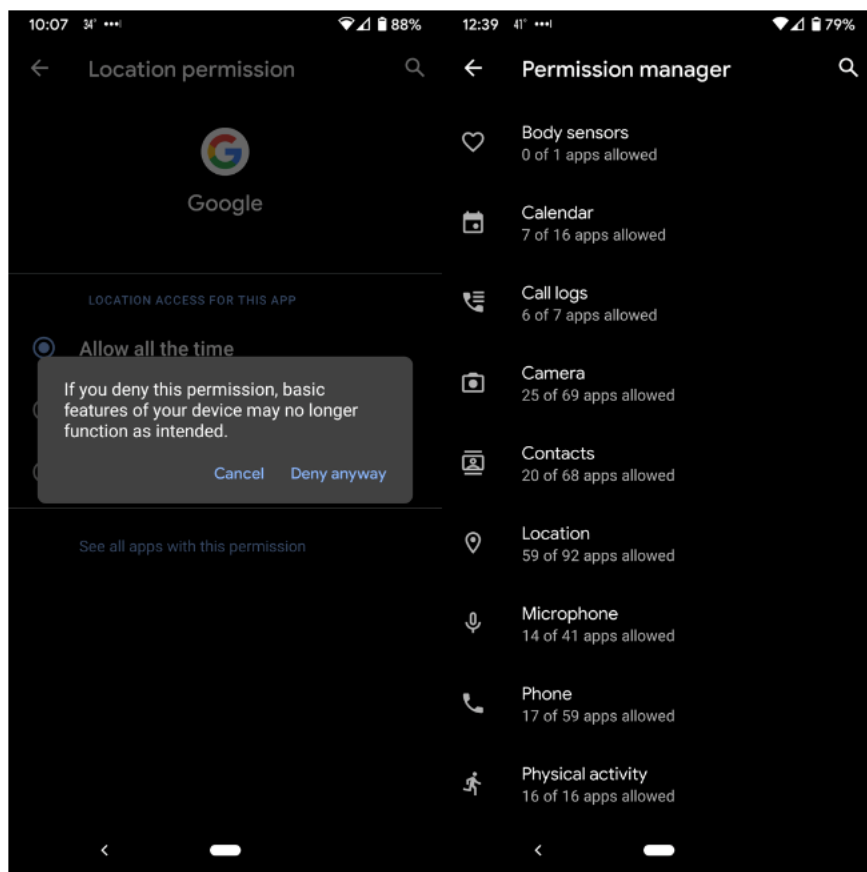 10:07 34° 88%
Location permission
Google
LOCATION ACCESS FOR THIS APP
Allow all the time
If you deny this permission, basic
features of your device may no longer
function as intended.
Cancel Deny anyway
See all apps with this permission
12:39 41° 79%
Permission manager
Body sensors
0 of 1 apps allowed
Calendar
7 of 16 apps allowed
Call logs
6 of 7 apps allowed
Camera
25 of 69 apps allowed
Contacts
20 of 68 apps allowed
Location
59 of 92 apps allowed
Microphone
14 of 41 apps allowed
Phone
17 of 59 apps allowed
Physical activity
16 of 16 apps allowed